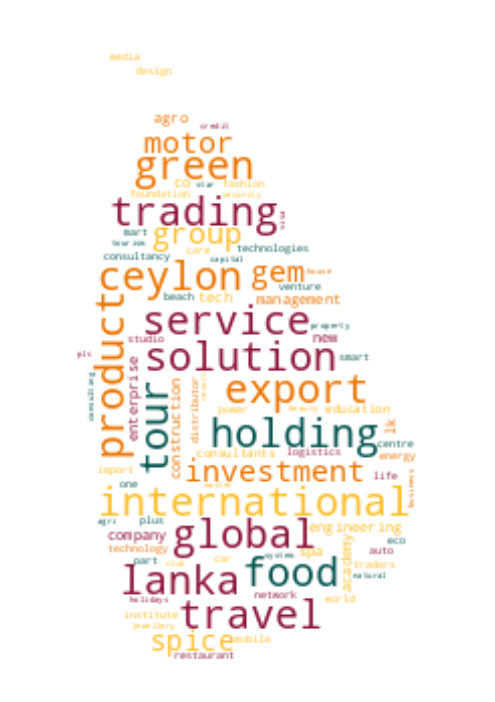 media
design
agro
credit
motor
green
co star fashion
foundation security
trading
mart group
tourism technologies
consultancy care capital
ceylon gem house
venture
beach tech management
product
service property
studio new
solution smart
plc
enterprise
tour
construction
distributor
export
power beauty education
holding lk
centre
consultants logistics energy
import investment life
one
business
international
agri plus
global engineering
company eco
technology spa auto
part car system
academy
traders
club food natural
lanka
holidays network world
travel
institute
jewellery
spice mobile
restaurant